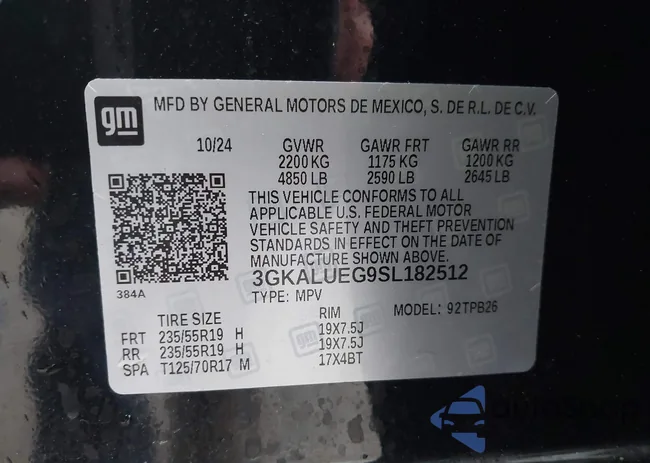 gm
MFD BY GENERAL MOTORS DE MEXICO, S. DE R.L. DE C.V.
10/24 GVWR GAWR FRT GAWR RR
2200 KG 1175 KG 1200 KG
4850 LB 2590 LB 2645 LB
THIS VEHICLE CONFORMS TO ALL
APPLICABLE U.S. FEDERAL MOTOR
VEHICLE SAFETY AND THEFT PREVENTION
STANDARDS IN EFFECT ON THE DATE OF
MANUFACTURE SHOWN ABOVE.
3GKALUEG9SL182512
384A
TYPE: MPV
MODEL: 92TPB26
TIRE SIZE RIM
FRT 235/55R19 H 19X7.5J
RR 235/55R19 H 19X7.5J
SPA T125/70R17 M 17X4BT